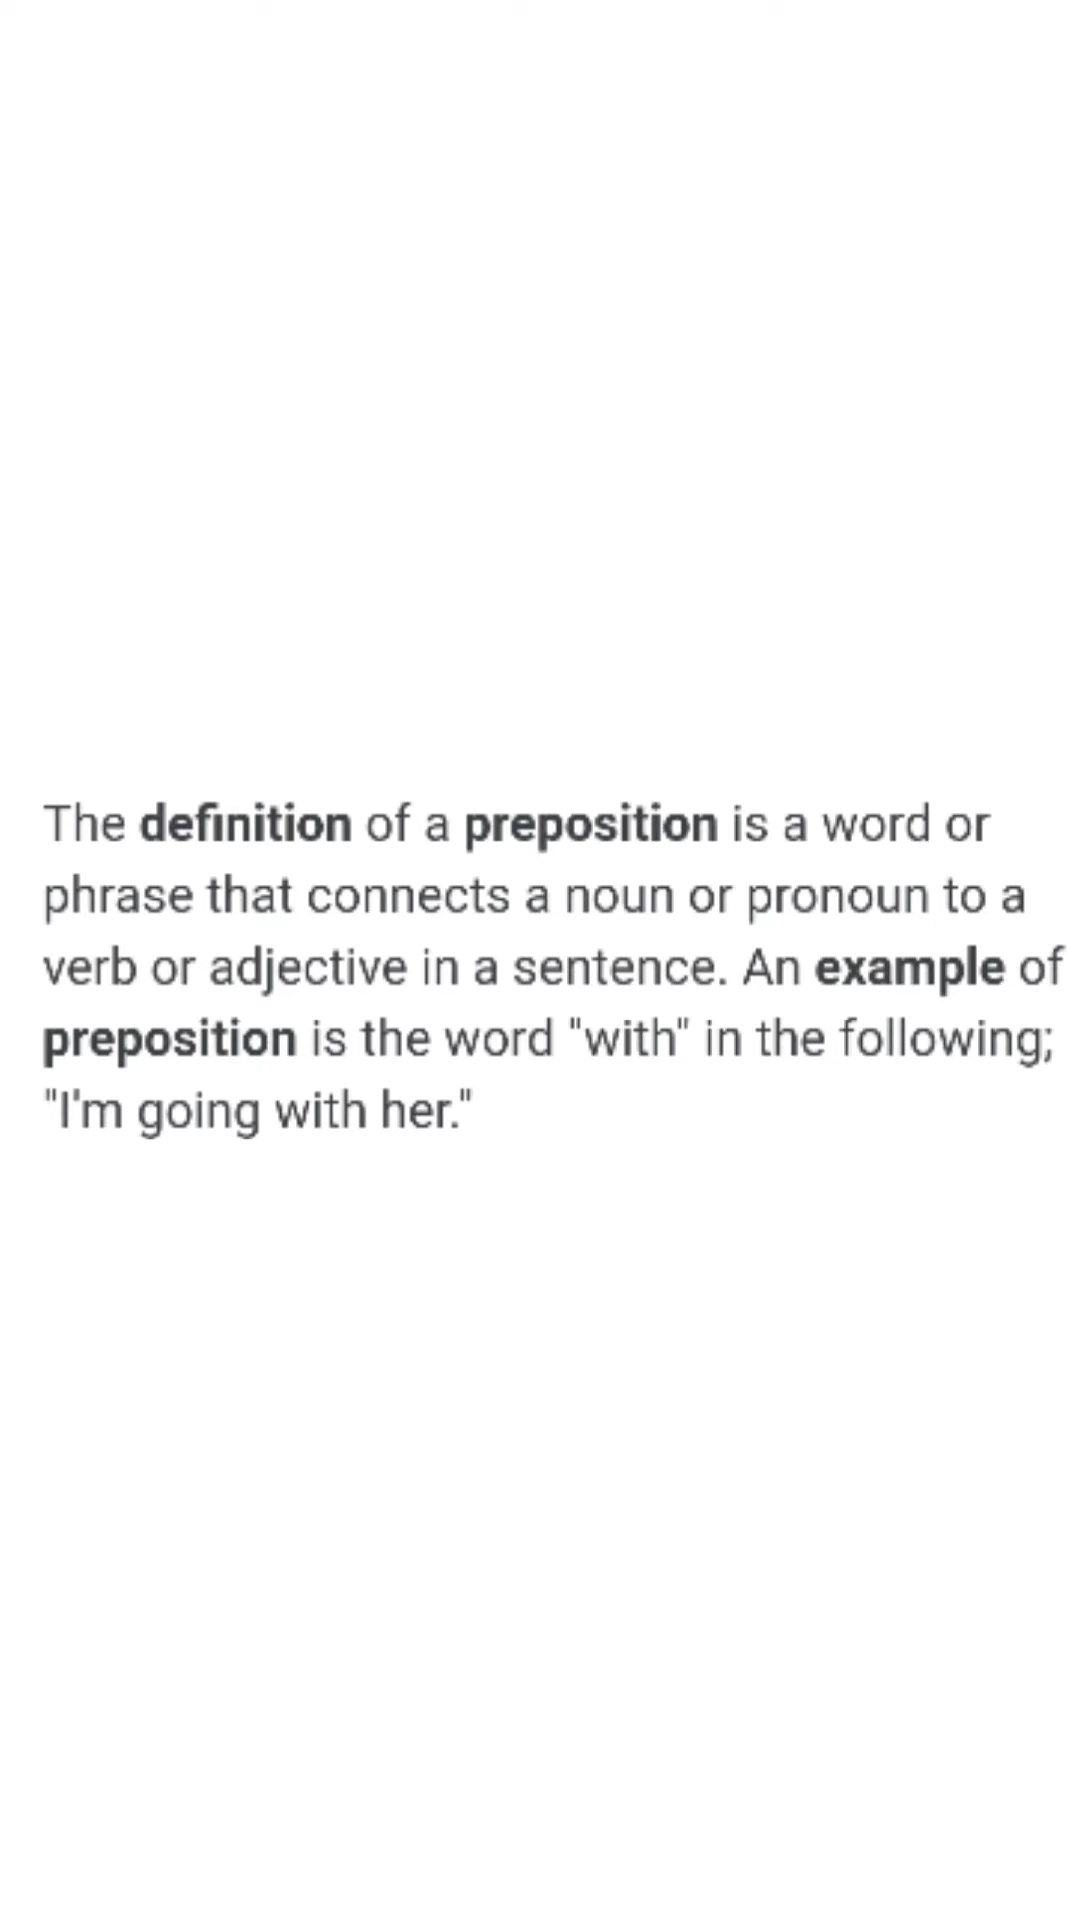 The definition of a preposition is a word or
phrase that connects a noun or pronoun to a
verb or adjective in a sentence. An example of
preposition is the word "with" in the following;
"I'm going with her."